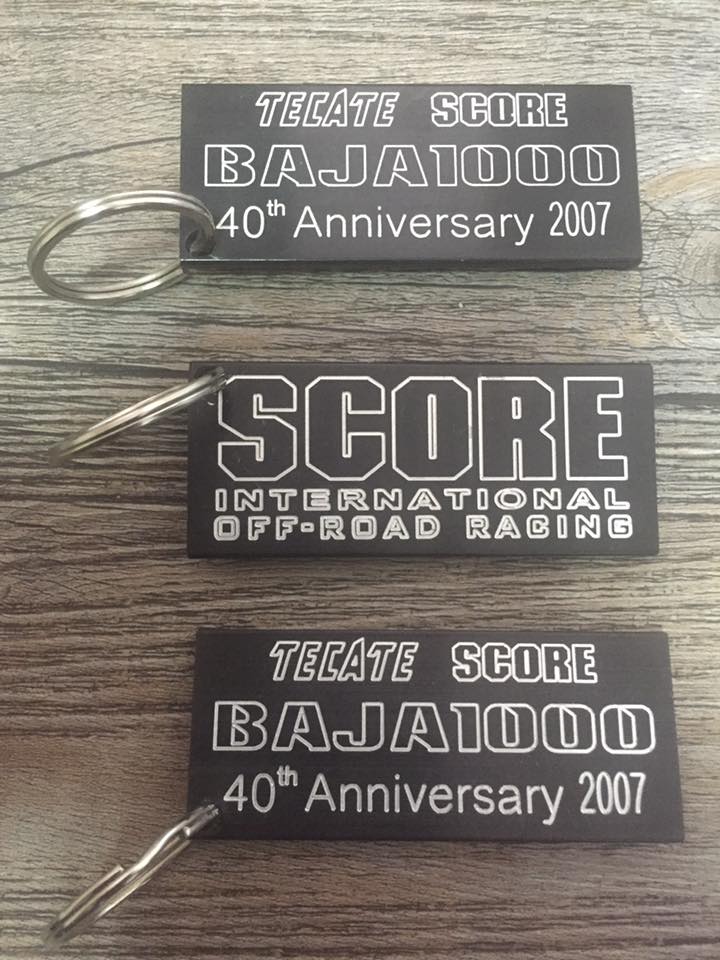 TECATE SCORE
BAJA1000
40th Anniversary 2007
SCORE
INTERNATIONAL
OFF-ROAD RACING
TECATE SCORE
BAJA1000
40th Anniversary 2007